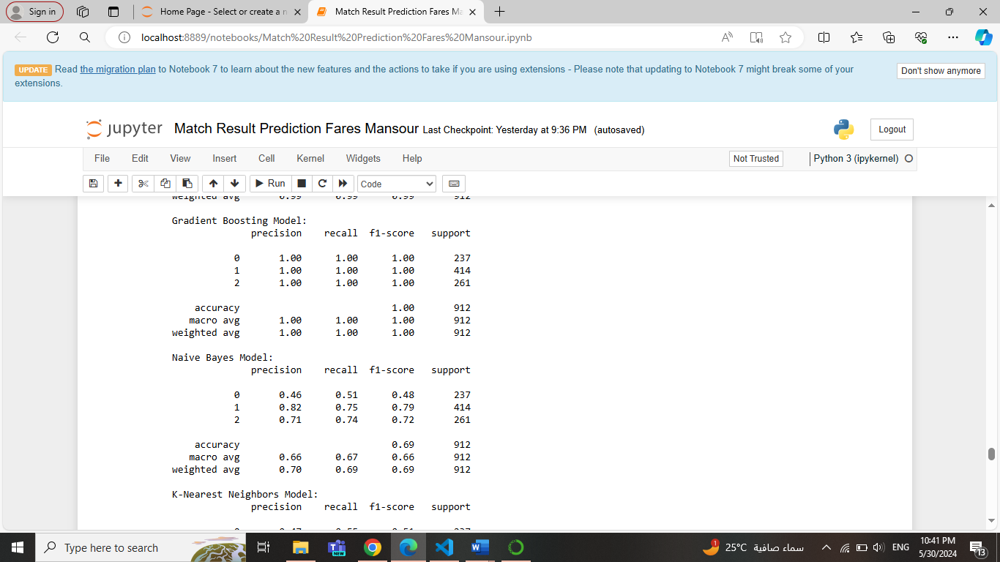 Sign in
Home Page - Select or create a n
Match Result Prediction Fares Ma
localhost:8889/notebooks/Match%20Result%20Prediction%20Fares%20Mansour.ipynb
UPDATE Read the migration plan to Notebook 7 to learn about the new features and the actions to take if you are using extensions - Please note that updating to Notebook 7 might break some of your
extensions.
Don't show anymore
jupyter Match Result Prediction Fares Mansour Last Checkpoint: Yesterday at 9:36 PM (autosaved)
Logout
File Edit View Insert Cell Kernel Widgets Help
Not Trusted
Python 3 (ipykernel)
Run Code
weighted avg 0.99 0.99 0.99 912
Gradient Boosting Model:
precision recall f1-score support
0 1.00 1.00 1.00 237
1 1.00 1.00 1.00 414
2 1.00 1.00 1.00 261
accuracy 1.00 912
macro avg 1.00 1.00 1.00 912
weighted avg 1.00 1.00 1.00 912
Naive Bayes Model:
precision recall f1-score support
0 0.46 0.51 0.48 237
1 0.82 0.75 0.79 414
2 0.71 0.74 0.72 261
accuracy 0.69 912
macro avg 0.66 0.67 0.66 912
weighted avg 0.70 0.69 0.69 912
K-Nearest Neighbors Model:
precision recall f1-score support
Type here to search
NEW
1
25°C سماء صافية
ENG
10:41 PM
5/30/2024
13